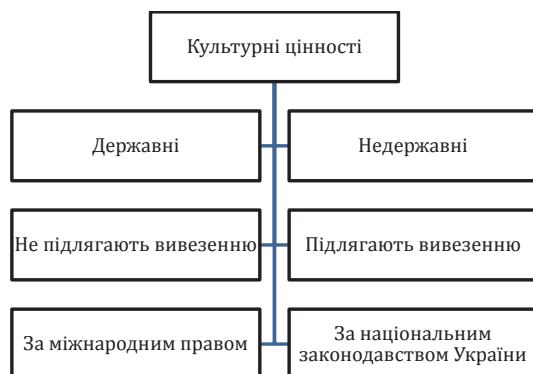 Культурні цінності
Державні
Недержавні
Не підлягають вивезенню
Підлягають вивезенню
За міжнародним правом
За національним
законодавством України